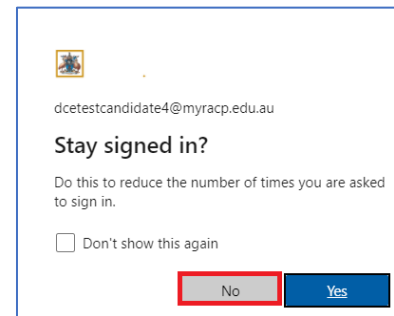 dcetestcandidate4@myracp.edu.au
Stay signed in?
Do this to reduce the number of times you are asked
to sign in.
Don't show this again
No
Yes